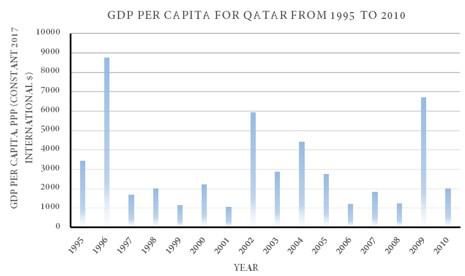 GDP PER CAPITA FOR QATAR FROM 1995 TO 2010
GDP PER CAPITA, PPP (CONSTANT 2017
INTERNATIONAL $)
10000
9000
8000
7000
6000
5000
4000
3000
2000
1000
0
1995 1996 1997 1998 1999 2000 2001 2002 2003 2004 2005 2006 2007 2008 2009 2010
YEAR